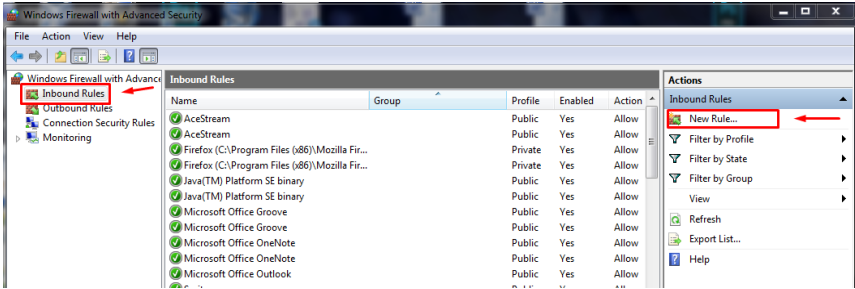 Windows Firewall with Advanced Security
File Action View Help
Windows Firewall with Advance
Inbound Rules
Outbound Rules
Connection Security Rules
Monitoring
Inbound Rules
Name Group Profile Enabled Action
AceStream Public Yes Allow
AceStream Public Yes Allow
Firefox (C:\Program Files (x86)\Mozilla Fir... Private Yes Allow
Firefox (C:\Program Files (x86)\Mozilla Fir... Private Yes Allow
Java(TM) Platform SE binary Public Yes Allow
Java(TM) Platform SE binary Public Yes Allow
Microsoft Office Groove Public Yes Allow
Microsoft Office Groove Public Yes Allow
Microsoft Office OneNote Public Yes Allow
Microsoft Office OneNote Public Yes Allow
Microsoft Office Outlook Public Yes Allow
Actions
Inbound Rules
New Rule...
Filter by Profile
Filter by State
Filter by Group
View
Refresh
Export List...
Help